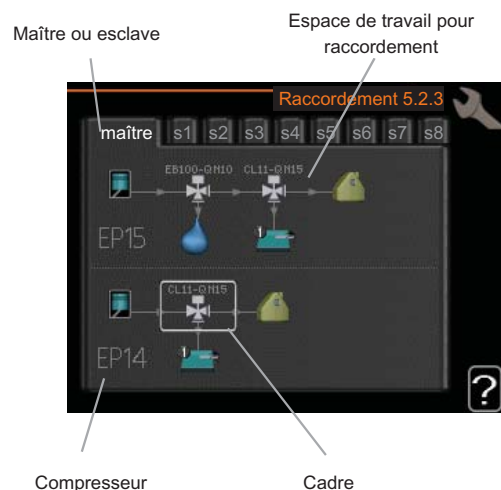 Maître ou esclave
Espace de travail pour
raccordement
Raccordement 5.2.3
maître s1 s2 s3 s4 s5 s6 s7 s8
EB100-QN10 CL11-QN15
EP15
1
CL11-QN15
EP14
1
?
Compresseur
Cadre